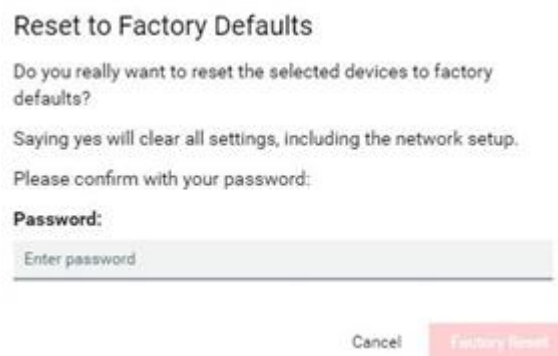 Reset to Factory Defaults
Do you really want to reset the selected devices to factory
defaults?
Saying yes will clear all settings, including the network setup.
Please confirm with your password:
Password:
Enter password
Cancel
Factory Reset